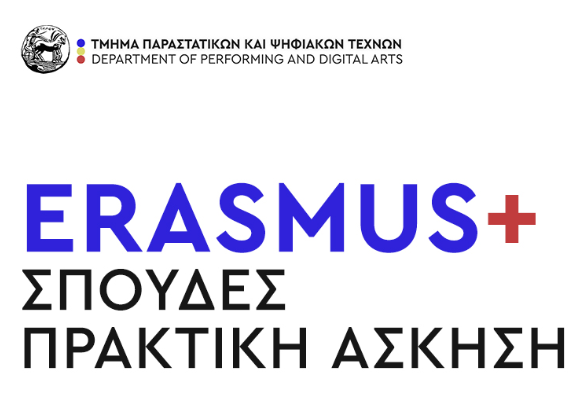 ΤΜΗΜΑ ΠΑΡΑΣΤΑΤΙΚΩΝ ΚΑΙ ΨΗΦΙΑΚΩΝ ΤΕΧΝΩΝ
DEPARTMENT OF PERFORMING AND DIGITAL ARTS
ERASMUS+
ΣΠΟΥΔΕΣ
ΠΡΑΚΤΙΚΗ ΑΣΚΗΣΗ